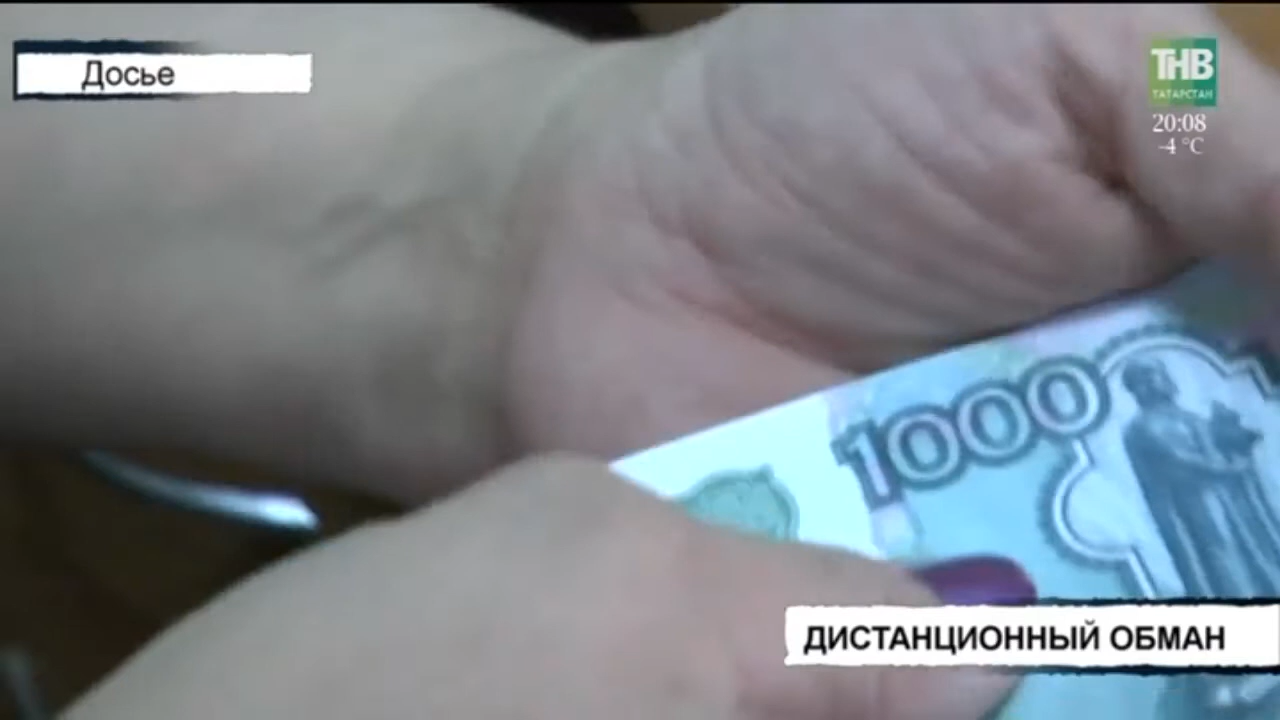 Досье
ТНВ
ТАТАРСТАН
20:08
-4 °C
1000
ДИСТАНЦИОННЫЙ ОБМАН